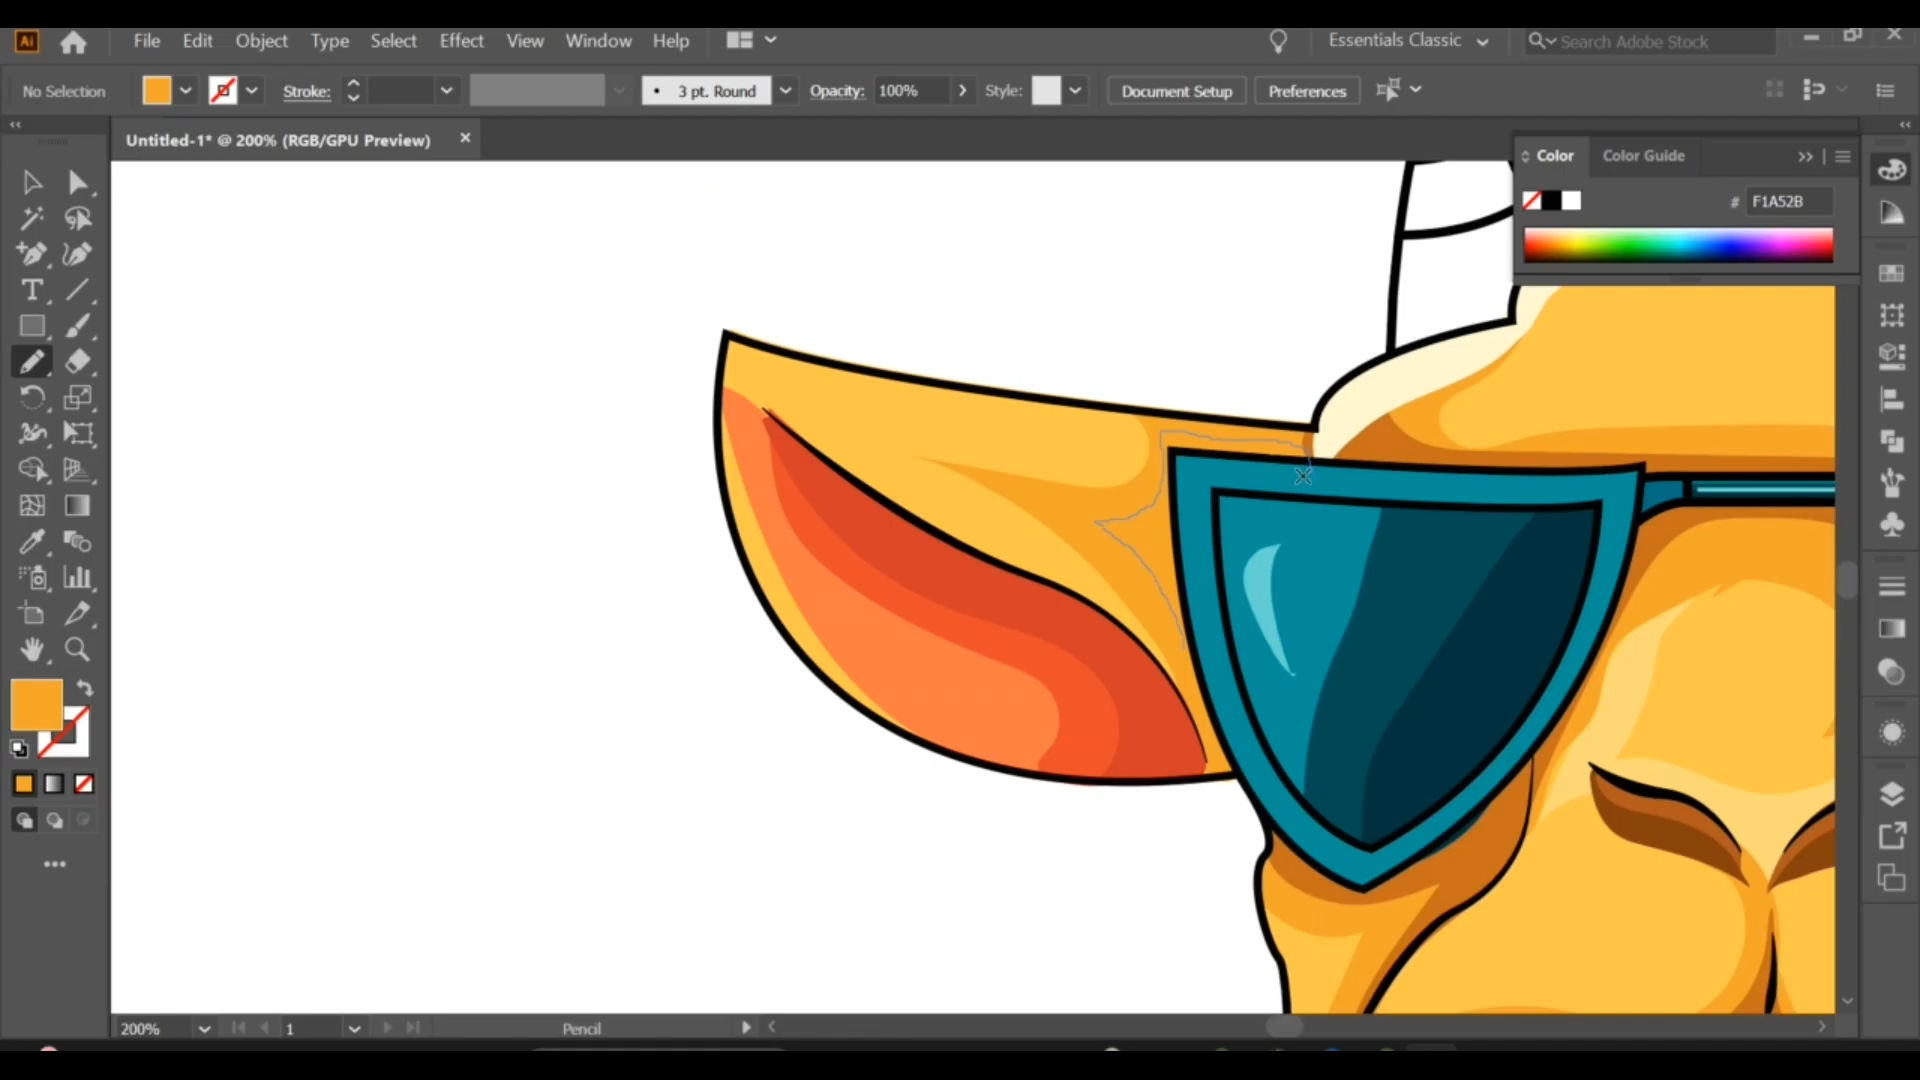 Ai File Edit Object Type Select Effect View Window Help Essentials Classic Search Adobe Stock
No Selection Stroke: 3 pt. Round Opacity: 100% Style: Document Setup Preferences
Untitled-1* @ 200% (RGB/GPU Preview)
Color Color Guide
# F1A52B
200% 1 Pencil